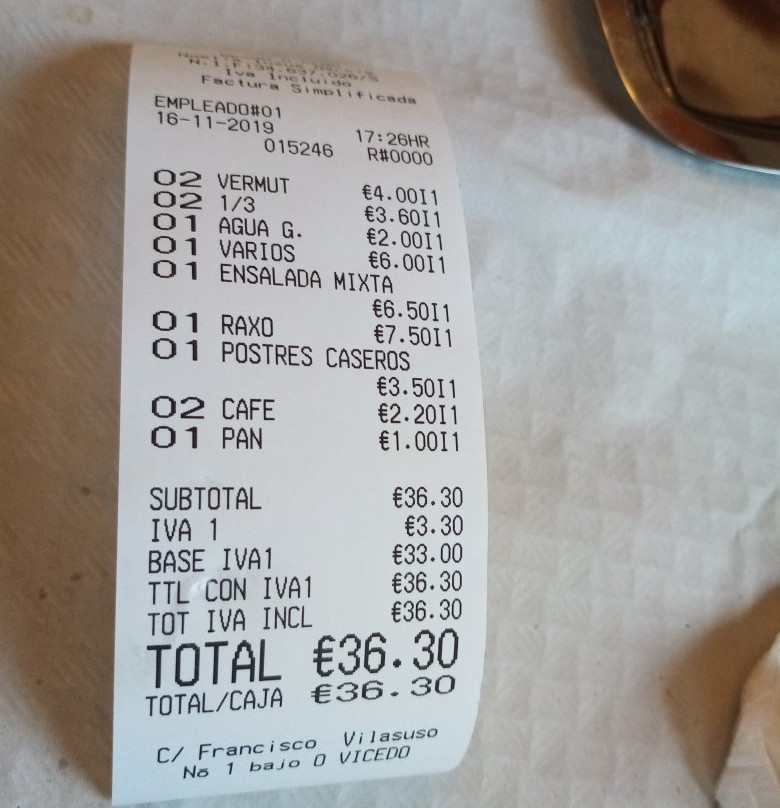 Iva Incluido
Factura Simplificada
EMPLEADO#01
16-11-2019 17:26HR
015246 R#0000
02 VERMUT €4.00I1
02 1/3 €3.60I1
01 AGUA G. €2.00I1
01 VARIOS €6.00I1
01 ENSALADA MIXTA
€6.50I1
01 RAXO €7.50I1
01 POSTRES CASEROS
€3.50I1
02 CAFE €2.20I1
01 PAN €1.00I1
SUBTOTAL €36.30
IVA 1 €3.30
BASE IVA1 €33.00
TTL CON IVA1 €36.30
TOT IVA INCL €36.30
TOTAL €36.30
TOTAL/CAJA €36.30
C/ Francisco Vilasuso
Nº 1 bajo O VICEDO